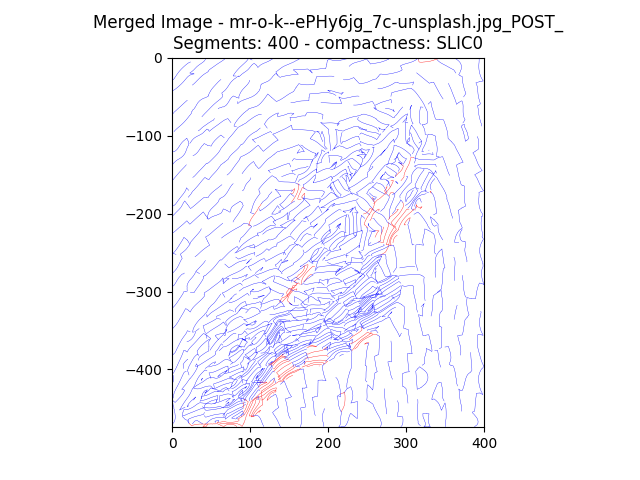 Merged Image - mr-o-k--ePHy6jg_7c-unsplash.jpg_POST_
Segments: 400 - compactness: SLIC0
0
−100
−200
−300
−400
0 100 200 300 400